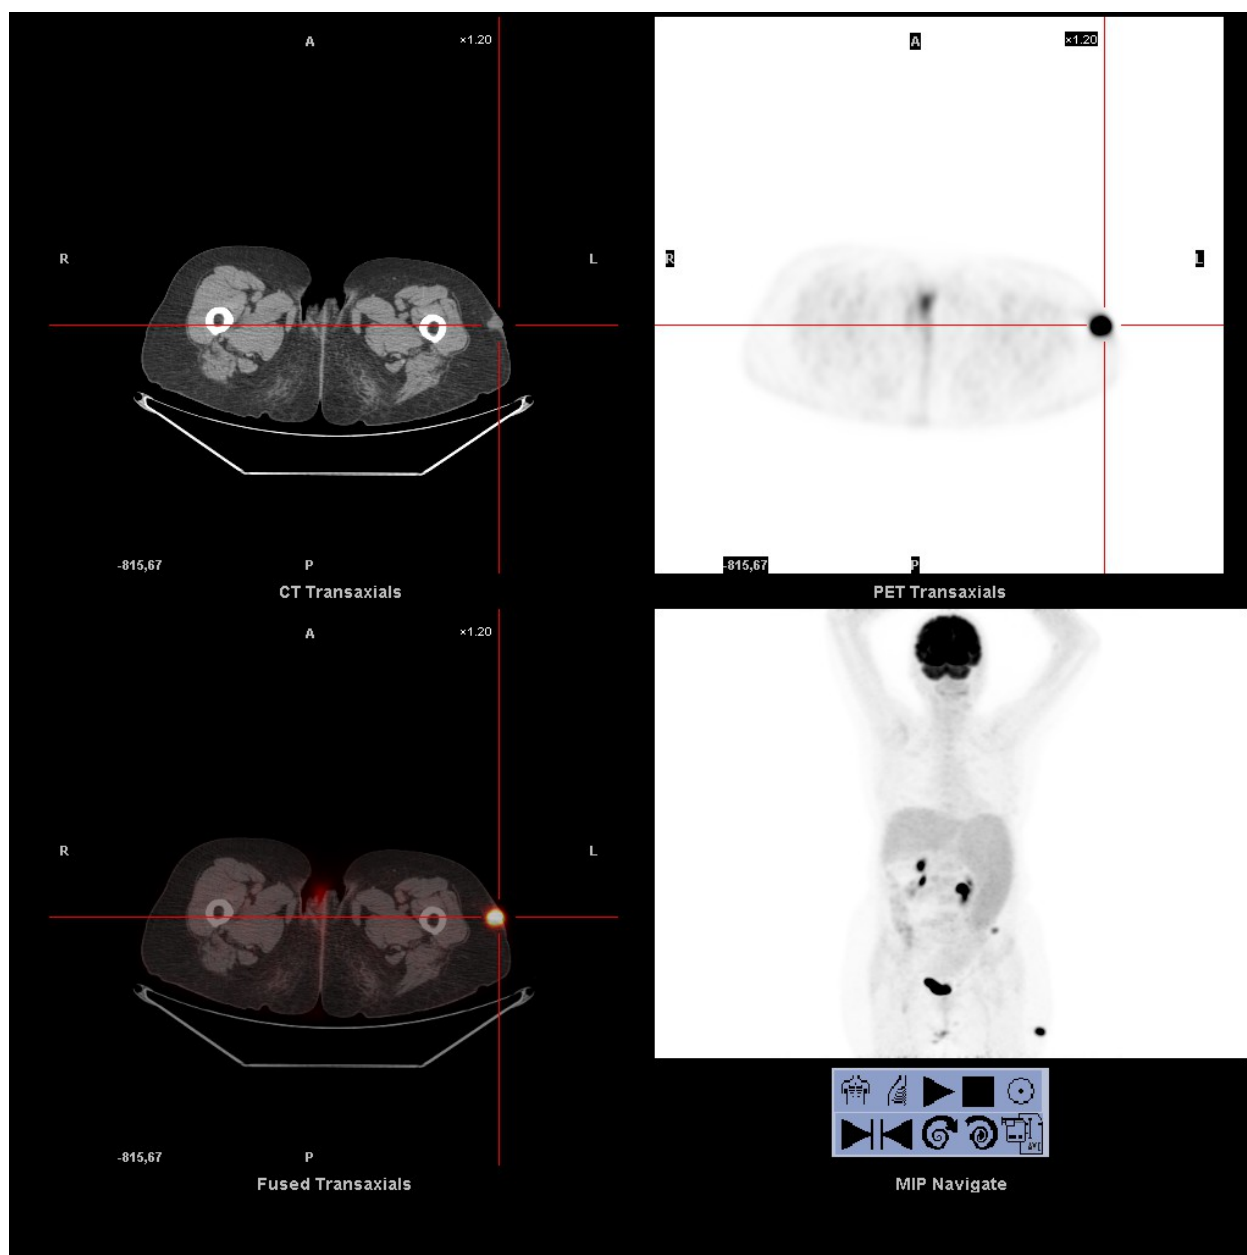 A
×1.20
R
L
-815,67
P
CT Transaxials
A
×1.20
R
L
-815,67
P
PET Transaxials
A
×1.20
R
L
-815,67
P
Fused Transaxials
AVI
MIP Navigate